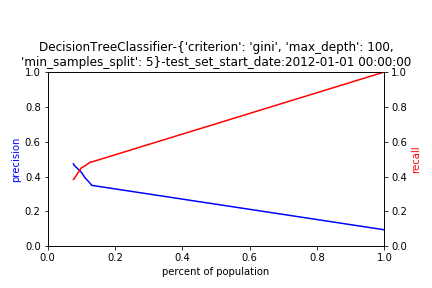 DecisionTreeClassifier-{'criterion': 'gini', 'max_depth': 100,
'min_samples_split': 5}-test_set_start_date:2012-01-01 00:00:00
1.0
0.8
0.6
0.4
0.2
0.0
precision
1.0
0.8
0.6
0.4
0.2
0.0
recall
0.0 0.2 0.4 0.6 0.8 1.0
percent of population